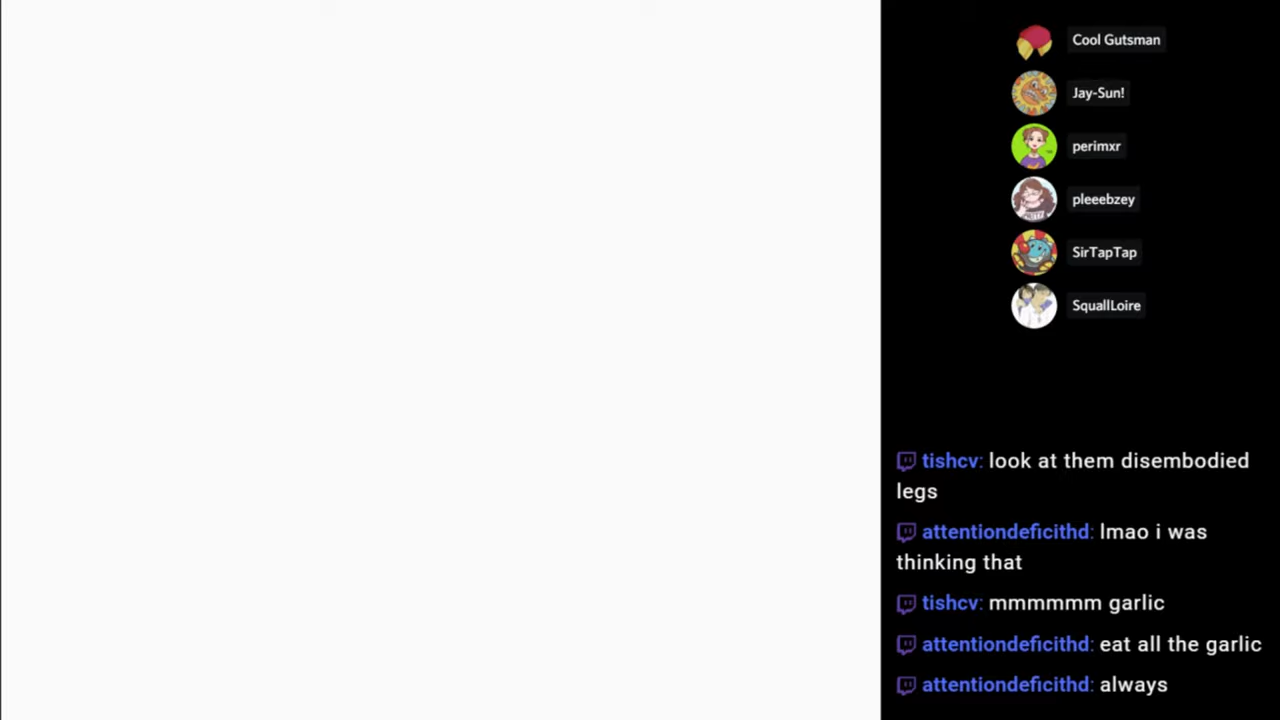 Cool Gutsman
Jay-Sun!
perimxr
pleeebzey
SirTapTap
SquallLoire
tishcv: look at them disembodied
legs
attentiondeficithd: lmao i was
thinking that
tishcv: mmmmmm garlic
attentiondeficithd: eat all the garlic
attentiondeficithd: always